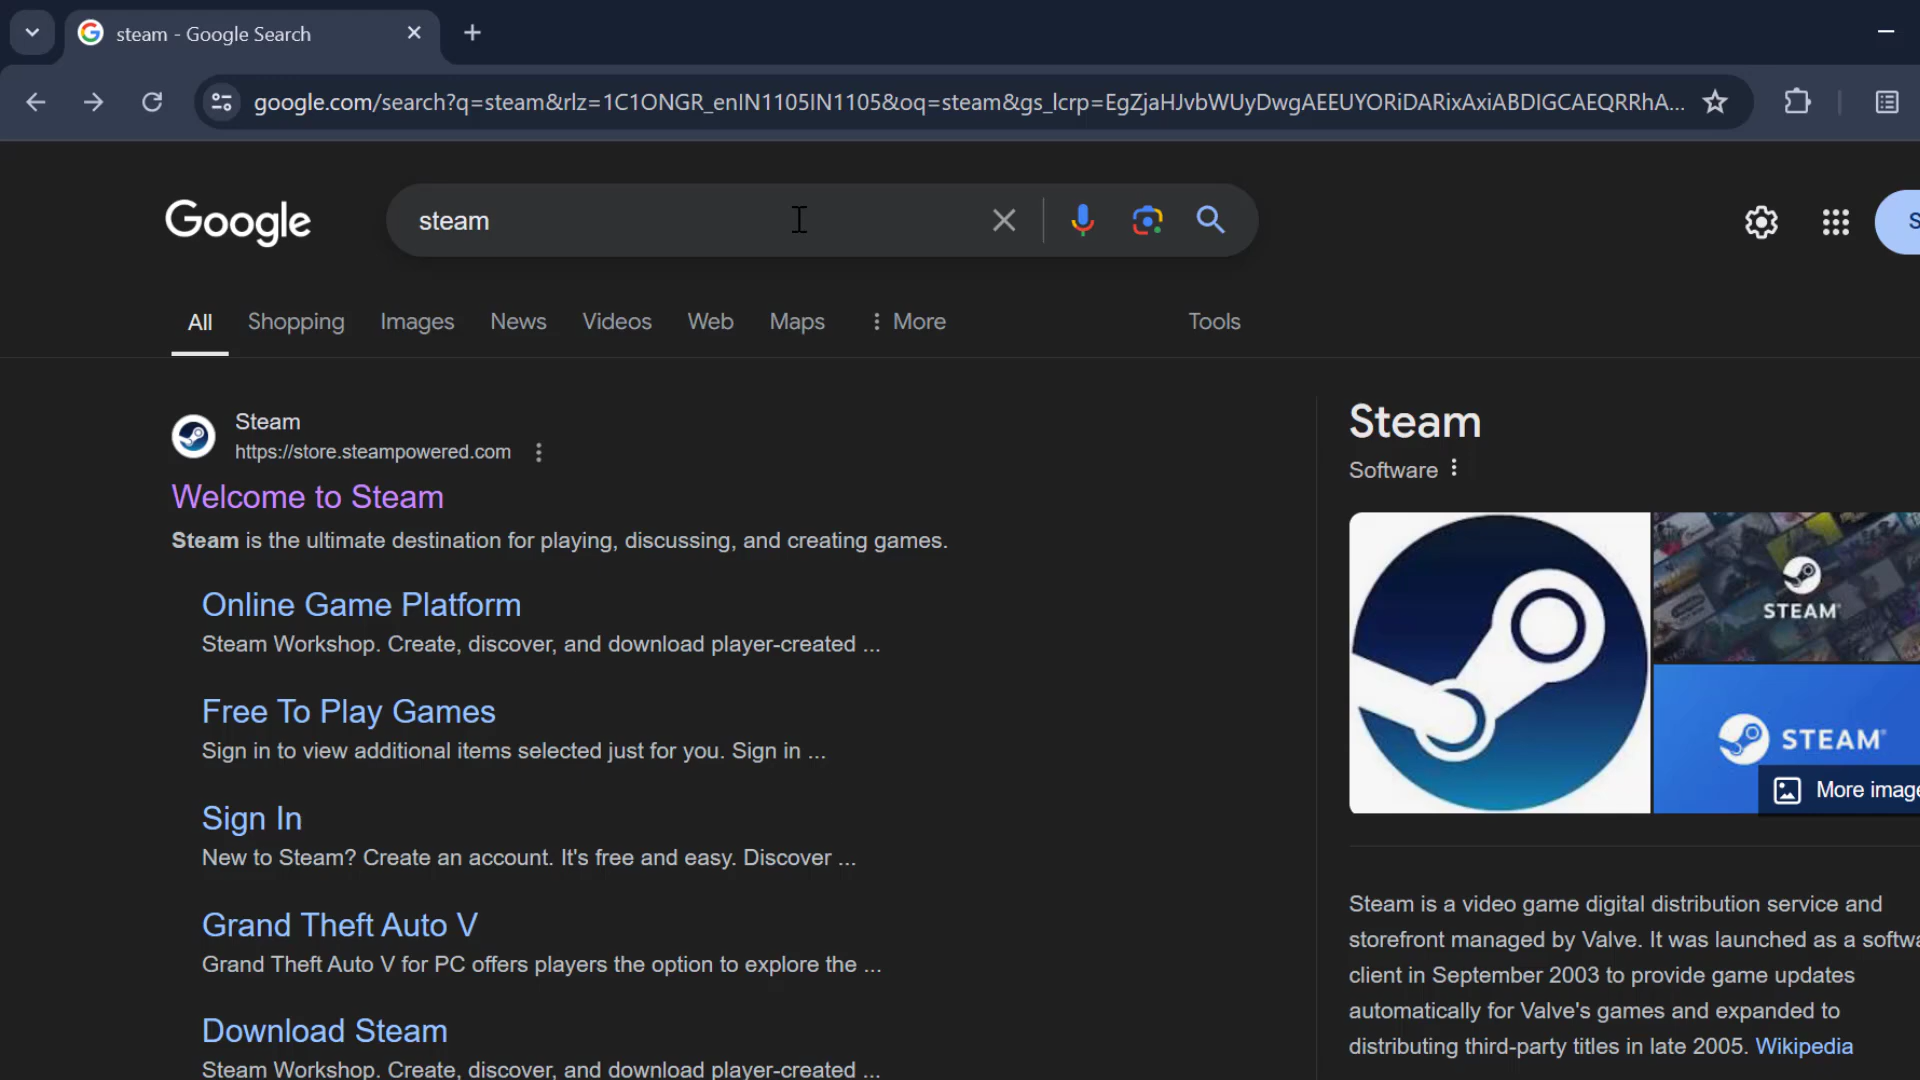 steam - Google Search
google.com/search?q=steam&rlz=1C1ONGR_enIN1105IN1105&oq=steam&gs_lcrp=EgZjaHJvbWUyDwgAEEUYORiDARixAxiABDIGCAEQRRhA...
Google
steam
All Shopping Images News Videos Web Maps More Tools
Steam
https://store.steampowered.com
Welcome to Steam
Steam is the ultimate destination for playing, discussing, and creating games.
Online Game Platform
Steam Workshop. Create, discover, and download player-created ...
Free To Play Games
Sign in to view additional items selected just for you. Sign in ...
Sign In
New to Steam? Create an account. It's free and easy. Discover ...
Grand Theft Auto V
Grand Theft Auto V for PC offers players the option to explore the ...
Download Steam
Steam Workshop. Create, discover, and download player-created ...
Steam
Software
STEAM
STEAM
More image
Steam is a video game digital distribution service and
storefront managed by Valve. It was launched as a softwa
client in September 2003 to provide game updates
automatically for Valve's games and expanded to
distributing third-party titles in late 2005. Wikipedia